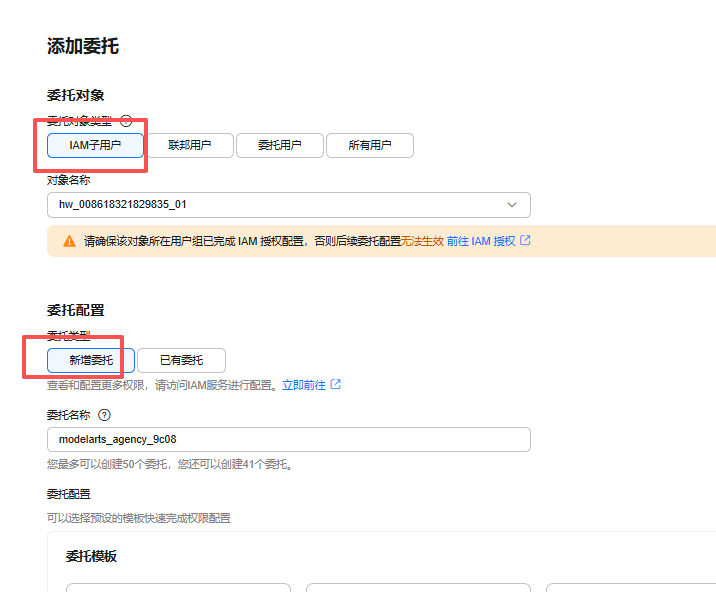 添加委托
委托对象
委托对象类型 ?
IAM子用户 联邦用户 委托用户 所有用户
对象名称
hw_008618321829835_01
请确保该对象所在用户组已完成 IAM 授权配置，否则后续委托配置无法生效 前往 IAM 授权
委托配置
委托类型
新增委托 已有委托
查看和配置更多权限，请访问IAM服务进行配置。立即前往
委托名称 ?
modelarts_agency_9c08
您最多可以创建50个委托，您还可以创建41个委托。
委托配置
可以选择预设的模板快速完成权限配置
委托模板